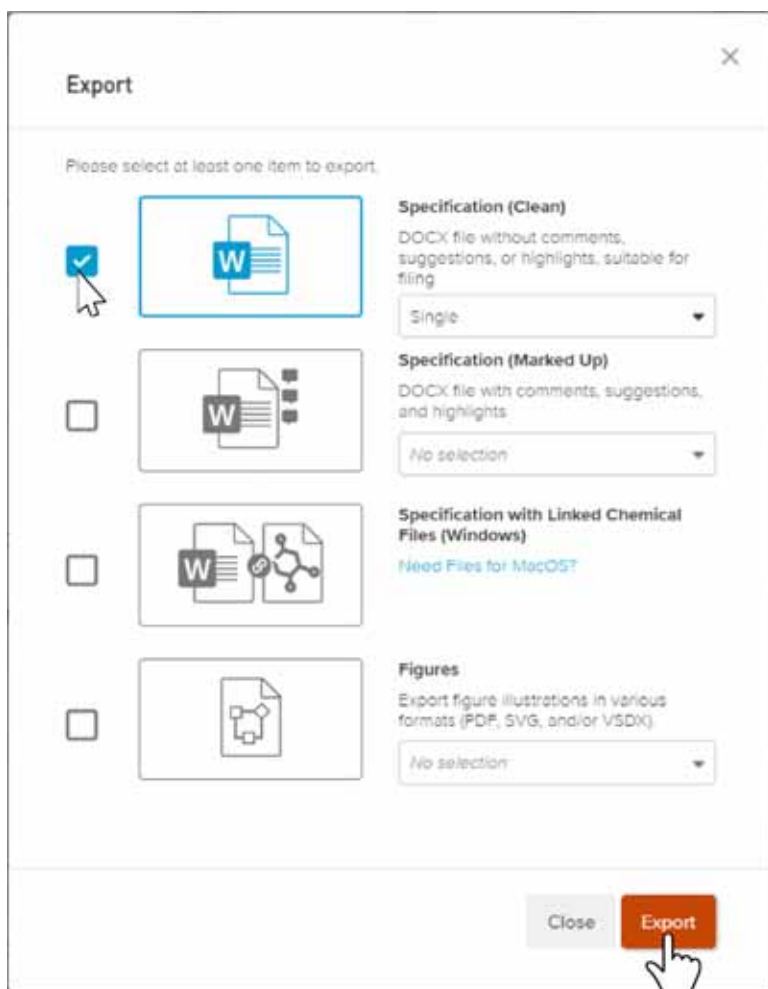 Export
Please select at least one item to export.
Specification (Clean)
DOCX file without comments,
suggestions, or highlights, suitable for
filing
Single
W
Specification (Marked Up)
DOCX file with comments, suggestions,
and highlights
No selection
W
Specification with Linked Chemical
Files (Windows)
Need Files for MacOS?
W
Figures
Export figure illustrations in various
formats (PDF, SVG, and/or VSDX)
No selection
Close
Export